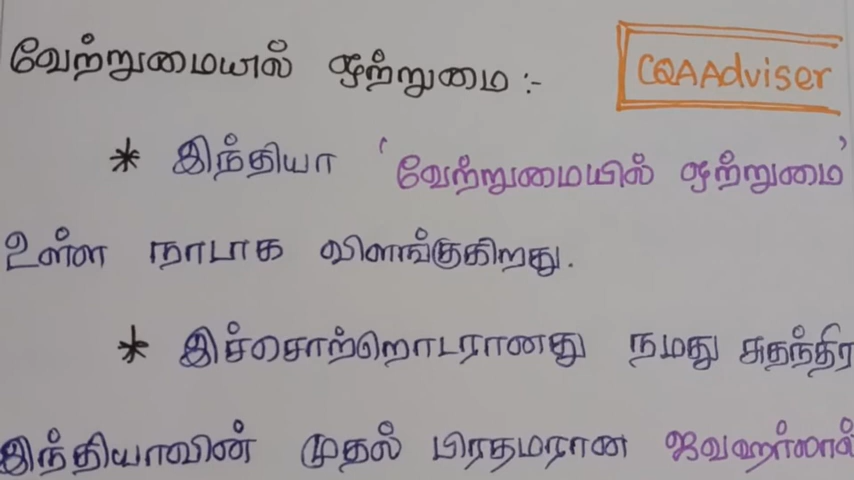 வேற்றுமையில் ஒற்றுமை :-
CQAAdviser
* இந்தியா 'வேற்றுமையில் ஒற்றுமை'
உள்ள நாடாக விளங்குகிறது.
* இச்சொற்றொடரானது நமது சுதந்திர
இந்தியாவின் முதல் பிரதமரான ஜவஹர்லால்